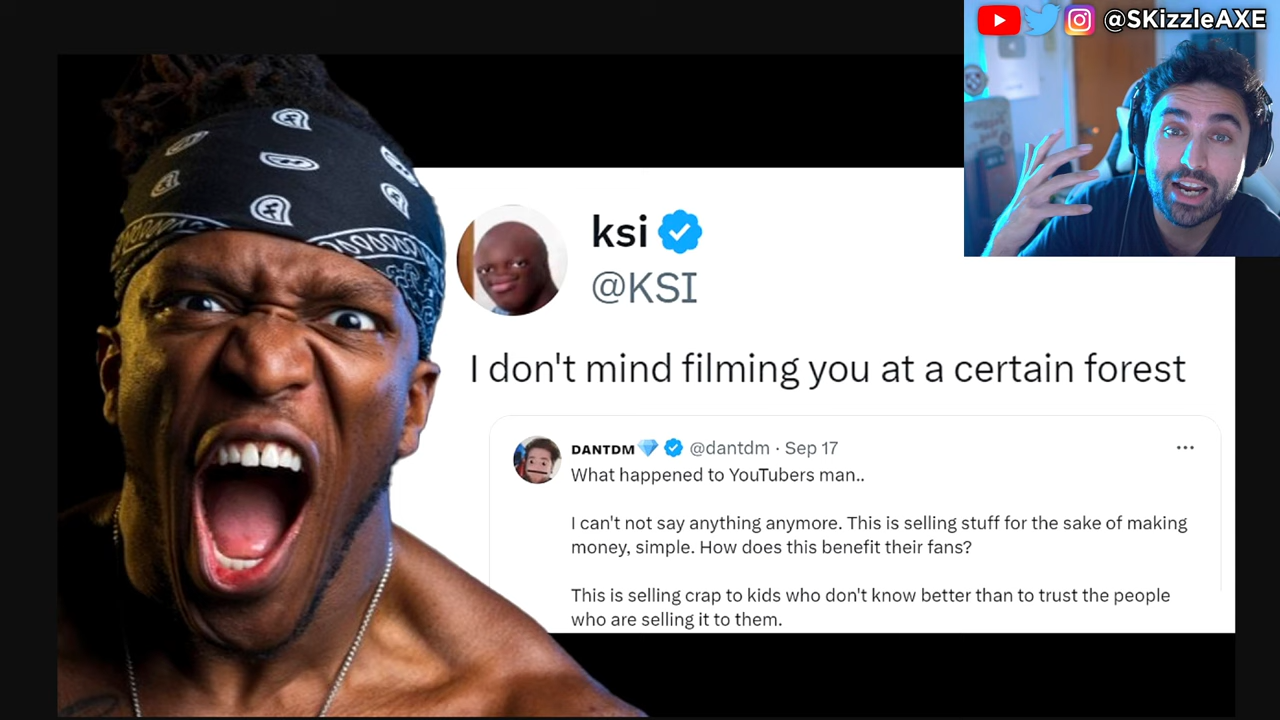 @SKizzleAXE
ksi
@KSI
I don't mind filming you at a certain forest
DANTDM @dantdm · Sep 17 ...
What happened to YouTubers man..
I can't not say anything anymore. This is selling stuff for the sake of making
money, simple. How does this benefit their fans?
This is selling crap to kids who don't know better than to trust the people
who are selling it to them.